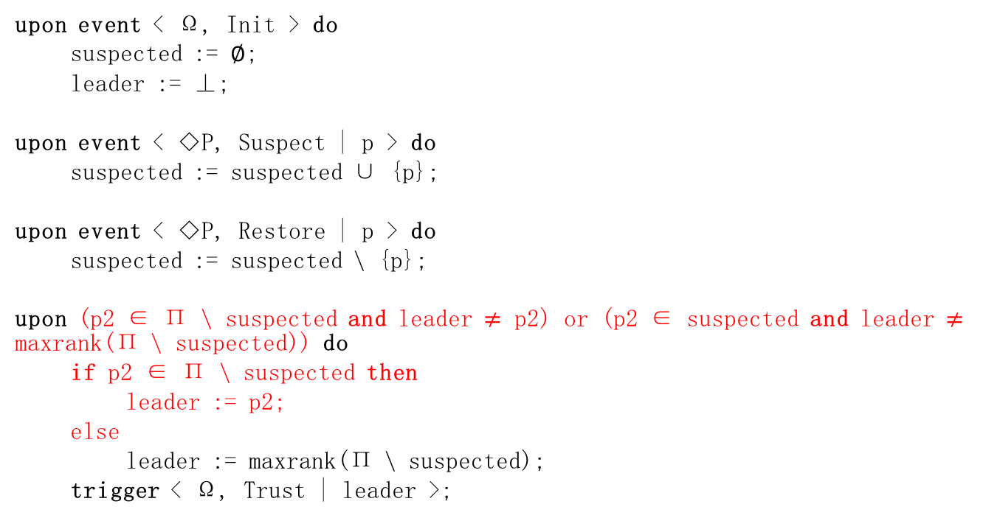 upon event < Ω, Init > do
suspected := ∅;
leader := ⊥;
upon event < ◇P, Suspect | p > do
suspected := suspected ∪ {p};
upon event < ◇P, Restore | p > do
suspected := suspected \ {p};
upon (p2 ∈ Π \ suspected and leader ≠ p2) or (p2 ∈ suspected and leader ≠
maxrank(Π \ suspected)) do
if p2 ∈ Π \ suspected then
leader := p2;
else
leader := maxrank(Π \ suspected);
trigger < Ω, Trust | leader >;